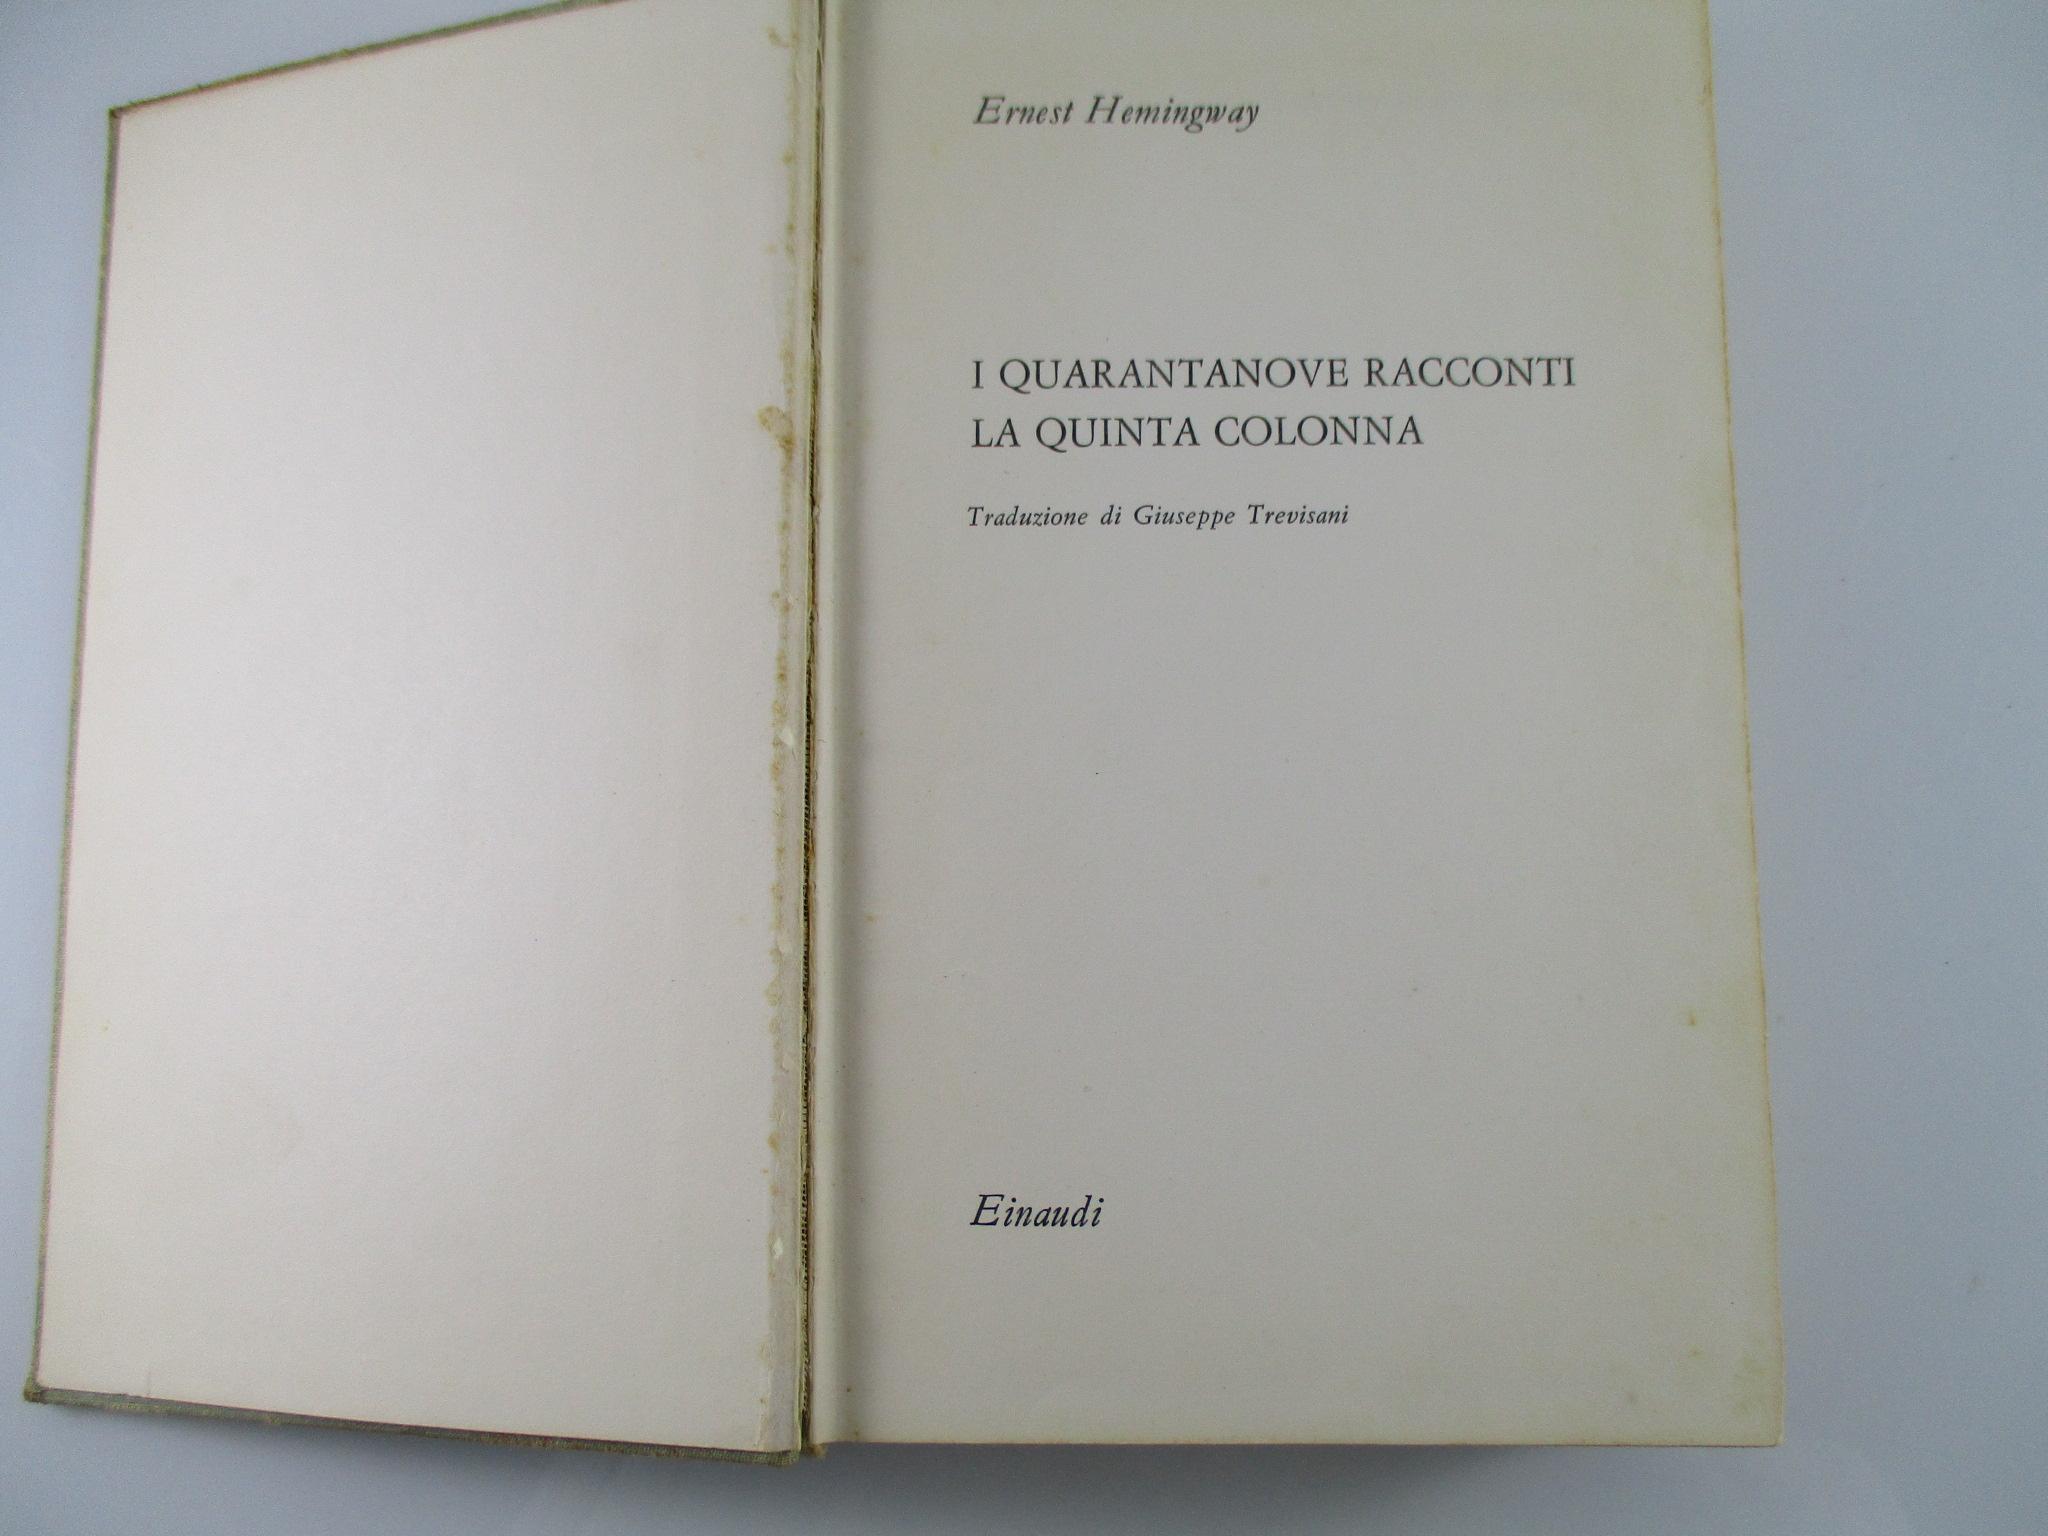 Ernest Hemingway
I QUARANTANOVE RACCONTI
LA QUINTA COLONNA
Traduzione di Giuseppe Trevisani
Einaudi